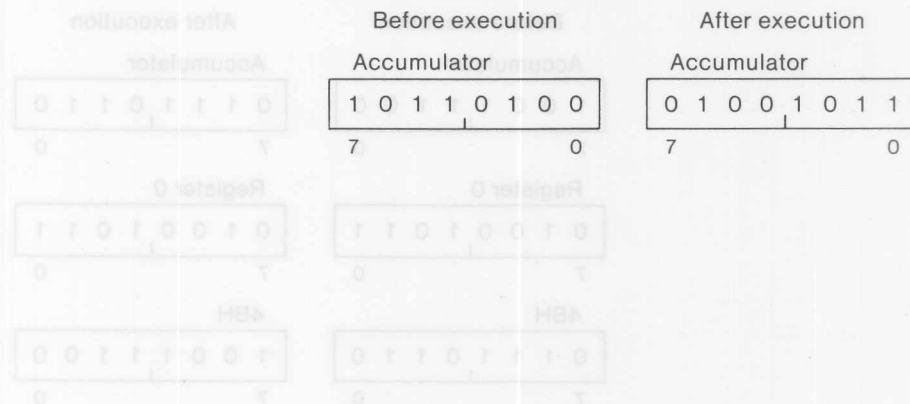 Before execution After execution
Accumulator Accumulator
1 0 1 1 0 1 0 0 0 1 0 0 1 0 1 1
7 0 7 0